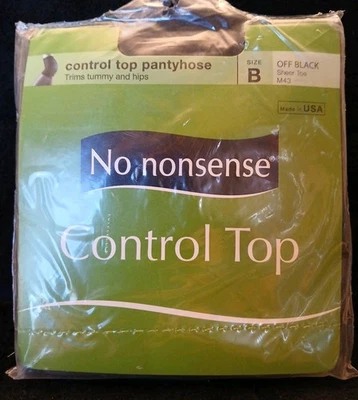 control top pantyhose
Trims tummy and hips
SIZE
B
OFF BLACK
Sheer Toe
M43
Made in USA
No nonsense
Control Top